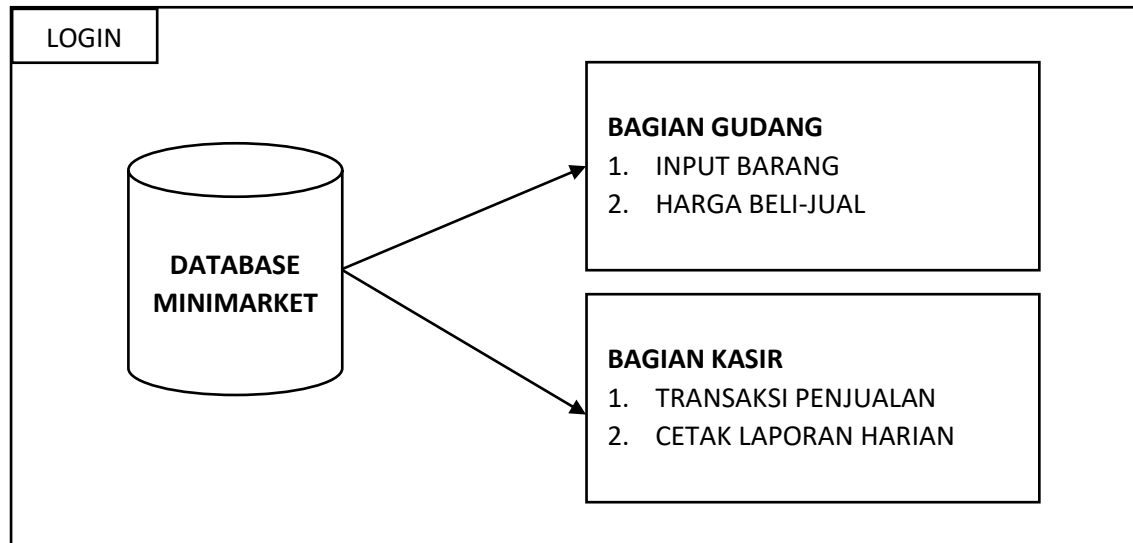 LOGIN
DATABASE
MINIMARKET
BAGIAN GUDANG
1. INPUT BARANG
2. HARGA BELI-JUAL
BAGIAN KASIR
1. TRANSAKSI PENJUALAN
2. CETAK LAPORAN HARIAN